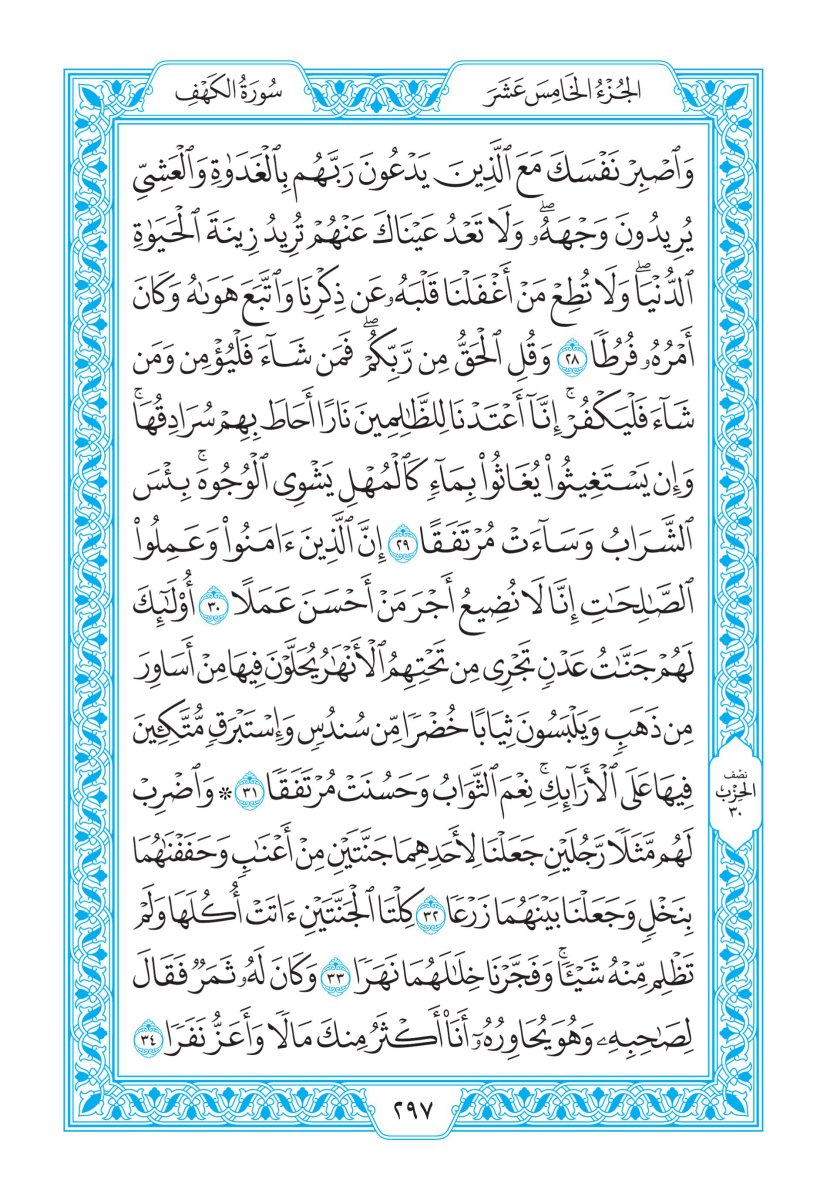 الجُزْءُ الخَامِسَ عَشَرَ
سُورَةُ الكَهْفِ
وَٱصْبِرْ نَفْسَكَ مَعَ ٱلَّذِينَ يَدْعُونَ رَبَّهُم بِٱلْغَدَوٰةِ وَٱلْعَشِيِّ
يُرِيدُونَ وَجْهَهُۥۖ وَلَا تَعْدُ عَيْنَاكَ عَنْهُمْ تُرِيدُ زِينَةَ ٱلْحَيَوٰةِ
ٱلدُّنْيَاۖ وَلَا تُطِعْ مَنْ أَغْفَلْنَا قَلْبَهُۥ عَن ذِكْرِنَا وَٱتَّبَعَ هَوَىٰهُ وَكَانَ
أَمْرُهُۥ فُرُطٗا ٢٨ وَقُلِ ٱلْحَقُّ مِن رَّبِّكُمْۖ فَمَن شَآءَ فَلْيُؤْمِن وَمَن
شَآءَ فَلْيَكْفُرْۚ إِنَّآ أَعْتَدْنَا لِلظَّٰلِمِينَ نَارًا أَحَاطَ بِهِمْ سُرَادِقُهَاۚ
وَإِن يَسْتَغِيثُوا۟ يُغَاثُوا۟ بِمَآءٖ كَٱلْمُهْلِ يَشْوِي ٱلْوُجُوهَۚ بِئْسَ
ٱلشَّرَابُ وَسَآءَتْ مُرْتَفَقًا ٢٩ إِنَّ ٱلَّذِينَ ءَامَنُوا۟ وَعَمِلُوا۟
ٱلصَّٰلِحَٰتِ إِنَّا لَا نُضِيعُ أَجْرَ مَنْ أَحْسَنَ عَمَلًا ٣٠ أُو۟لَٰٓئِكَ
لَهُمْ جَنَّٰتُ عَدْنٖ تَجْرِي مِن تَحْتِهِمُ ٱلْأَنْهَٰرُ يُحَلَّوْنَ فِيهَا مِنْ أَسَاوِرَ
مِن ذَهَبٖ وَيَلْبَسُونَ ثِيَابًا خُضْرٗا مِّن سُندُسٖ وَإِسْتَبْرَقٖ مُّتَّكِـِٔينَ
فِيهَا عَلَى ٱلْأَرَآئِكِۚ نِعْمَ ٱلثَّوَابُ وَحَسُنَتْ مُرْتَفَقٗا ٣١ ۞ وَٱضْرِبْ
نصف
الحِزْب
٣٠
لَهُم مَّثَلٗا رَّجُلَيْنِ جَعَلْنَا لِأَحَدِهِمَا جَنَّتَيْنِ مِنْ أَعْنَٰبٖ وَحَفَفْنَٰهُمَا
بِنَخْلٖ وَجَعَلْنَا بَيْنَهُمَا زَرْعٗا ٣٢ كِلْتَا ٱلْجَنَّتَيْنِ ءَاتَتْ أُكُلَهَا وَلَمْ
تَظْلِم مِّنْهُ شَيْـٔٗاۚ وَفَجَّرْنَا خِلَٰلَهُمَا نَهَرٗا ٣٣ وَكَانَ لَهُۥ ثَمَرٞ فَقَالَ
لِصَٰحِبِهِۦ وَهُوَ يُحَاوِرُهُۥٓ أَنَا۠ أَكْثَرُ مِنكَ مَالٗا وَأَعَزُّ نَفَرٗا ٣٤
٢٩٧